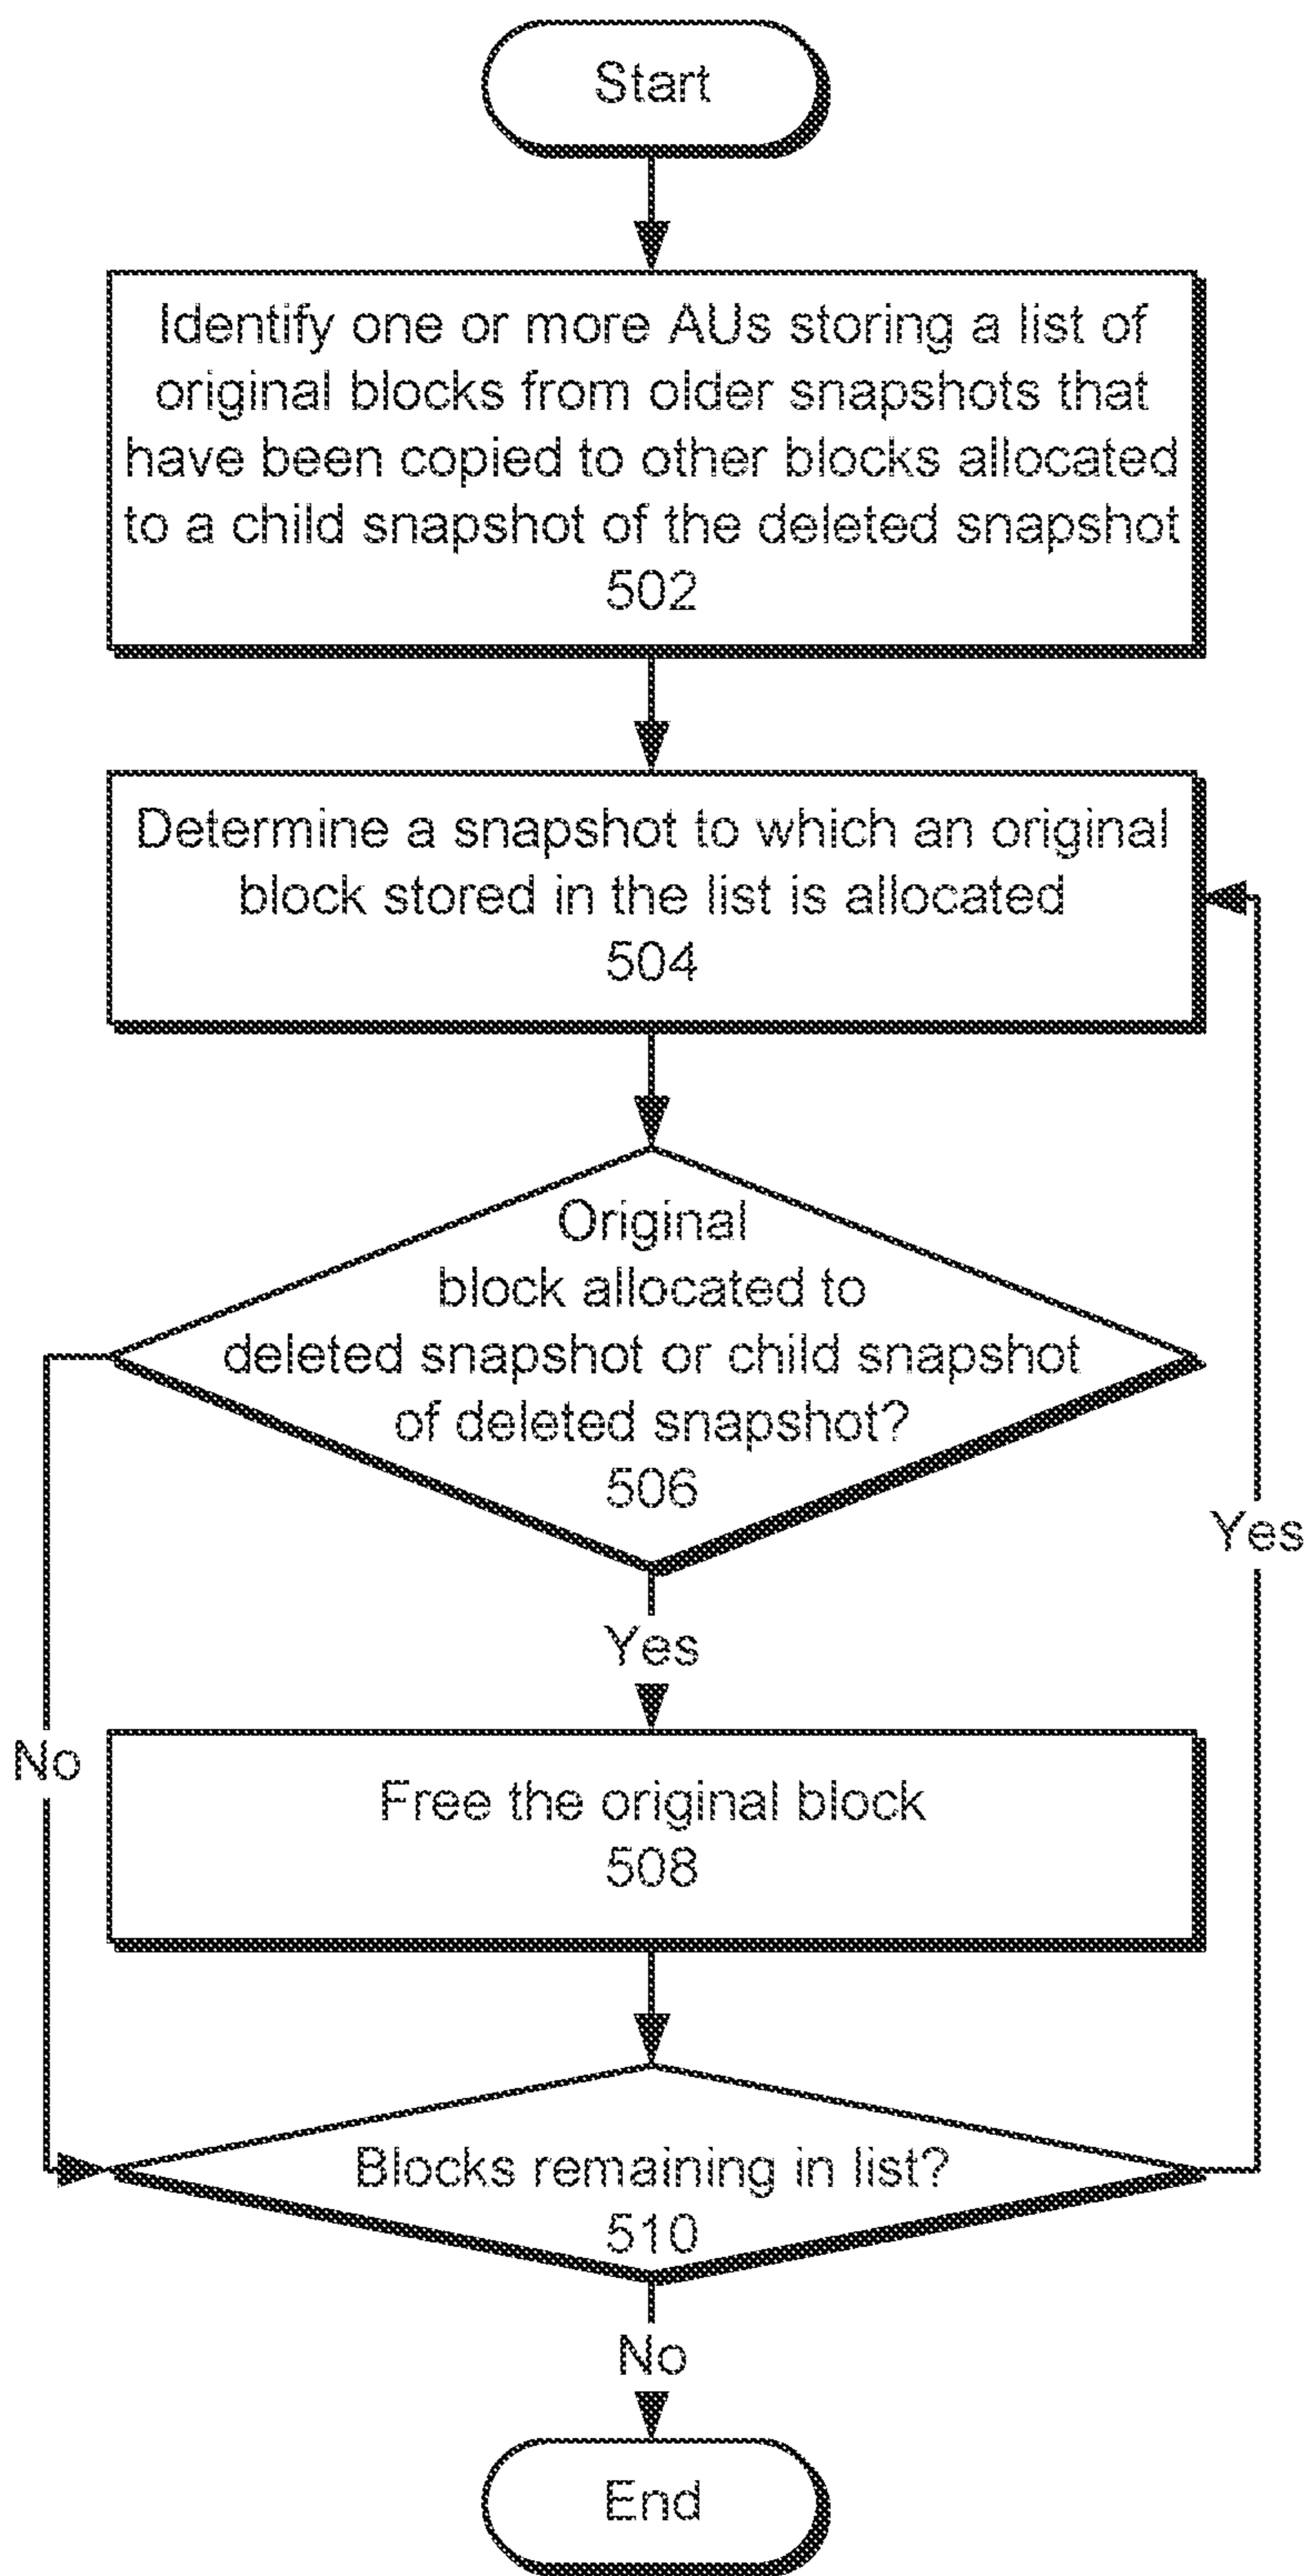 Start
Identify one or more AUs storing a list of
original blocks from older snapshots that
have been copied to other blocks allocated
to a child snapshot of the deleted snapshot
502
Determine a snapshot to which an original
block stored in the list is allocated
504
Original
block allocated to
deleted snapshot or child snapshot
of deleted snapshot?
506
Yes
Yes
No
Free the original block
508
Blocks remaining in list?
510
No
End